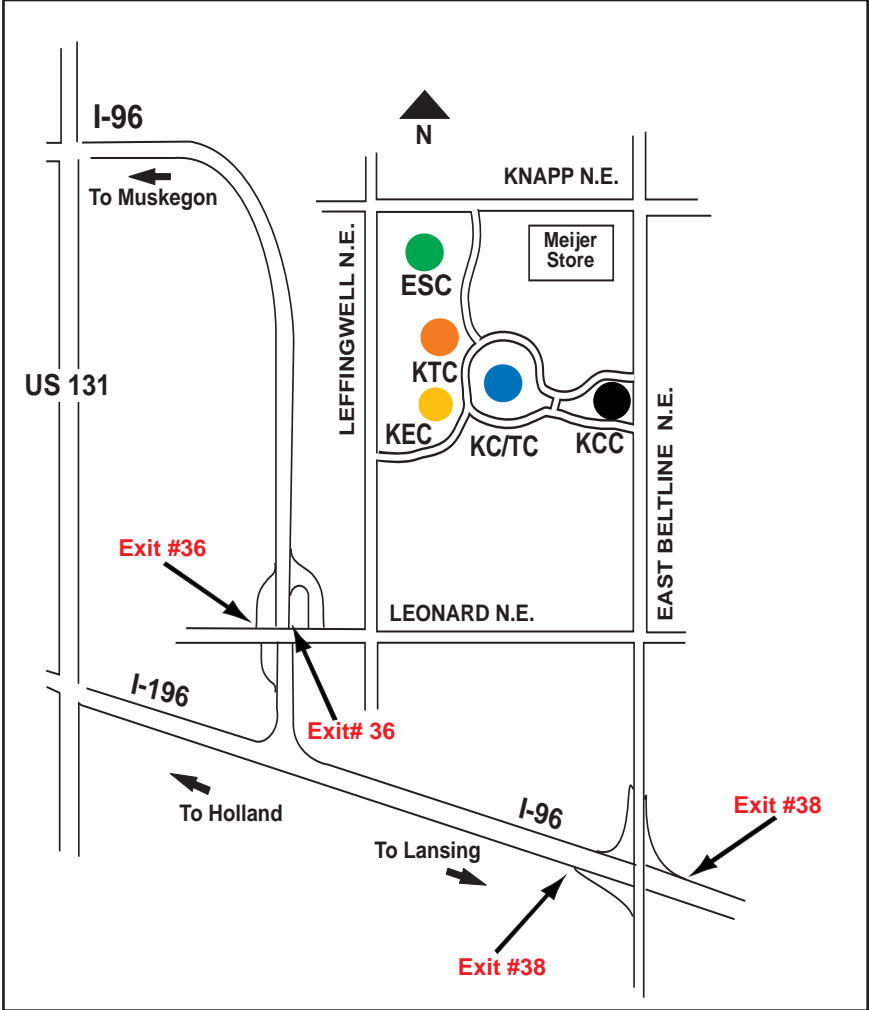 I-96
N
To Muskegon
KNAPP N.E.
Meijer
Store
LEFFINGWELL N.E.
ESC
KTC
US 131
KEC
KC/TC
KCC
EAST BELTLINE N.E.
Exit #36
LEONARD N.E.
I-196
Exit# 36
To Holland
I-96
Exit #38
To Lansing
Exit #38